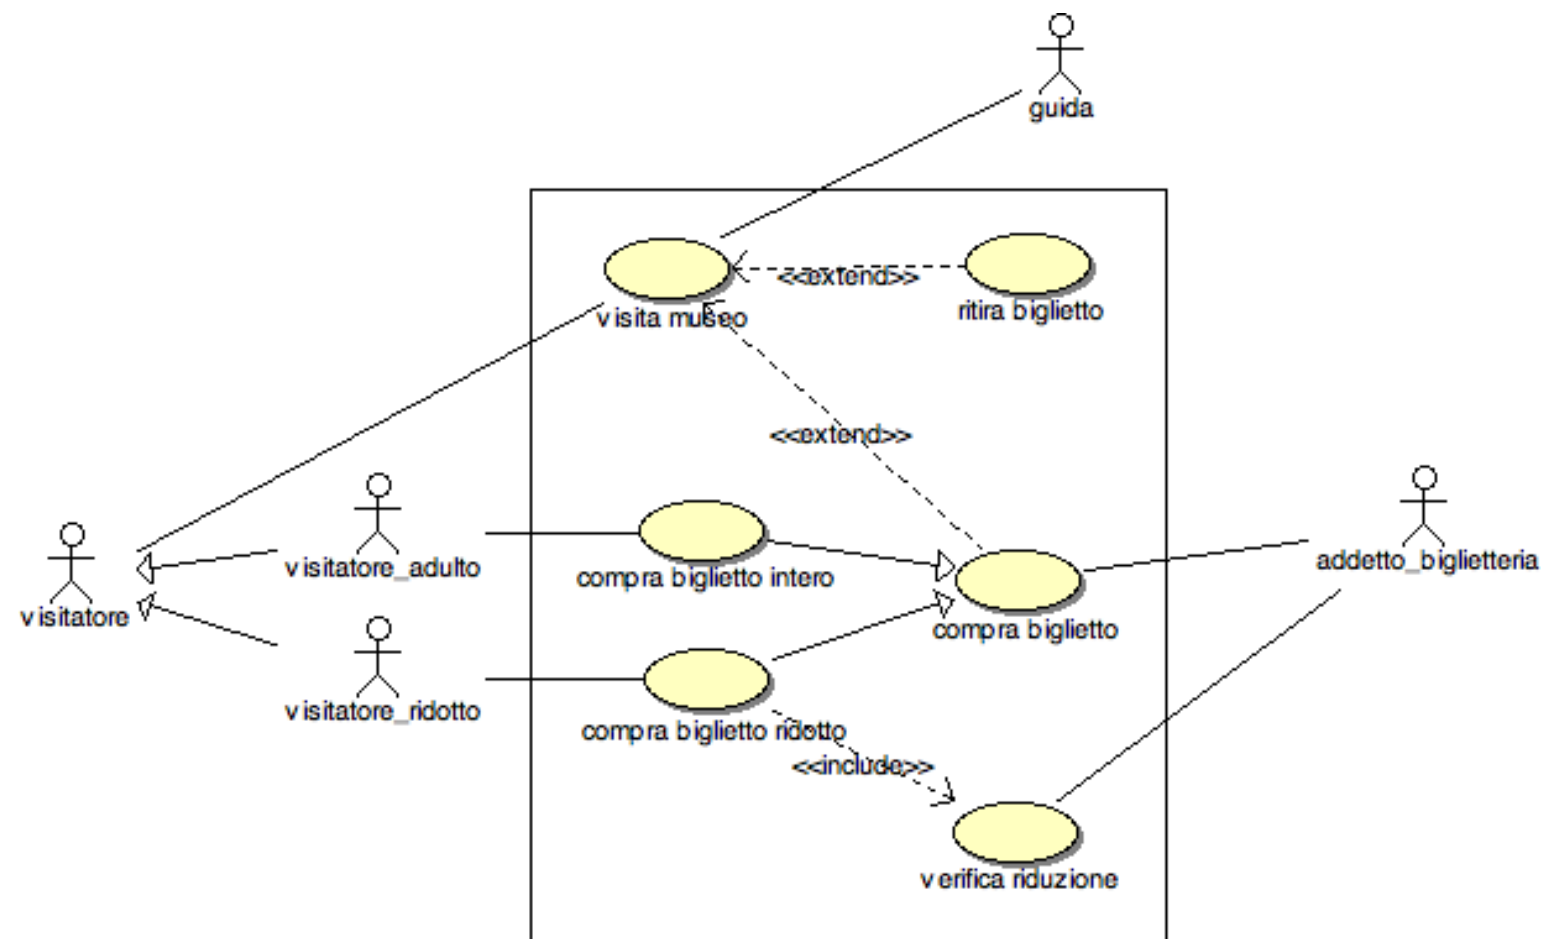 guida
<<extend>>
visita museo
ritira biglietto
<<extend>>
visitatore_adulto
compra biglietto intero
addetto_biglietteria
visitatore
compra biglietto
visitatore_ridotto
compra biglietto ridotto
<<include>>
verifica riduzione